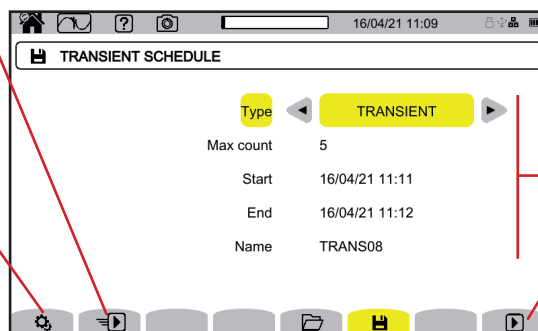 16/04/21 11:09
TRANSIENT SCHEDULE
Type TRANSIENT
Max count 5
Start 16/04/21 11:11
End 16/04/21 11:12
Name TRANS08